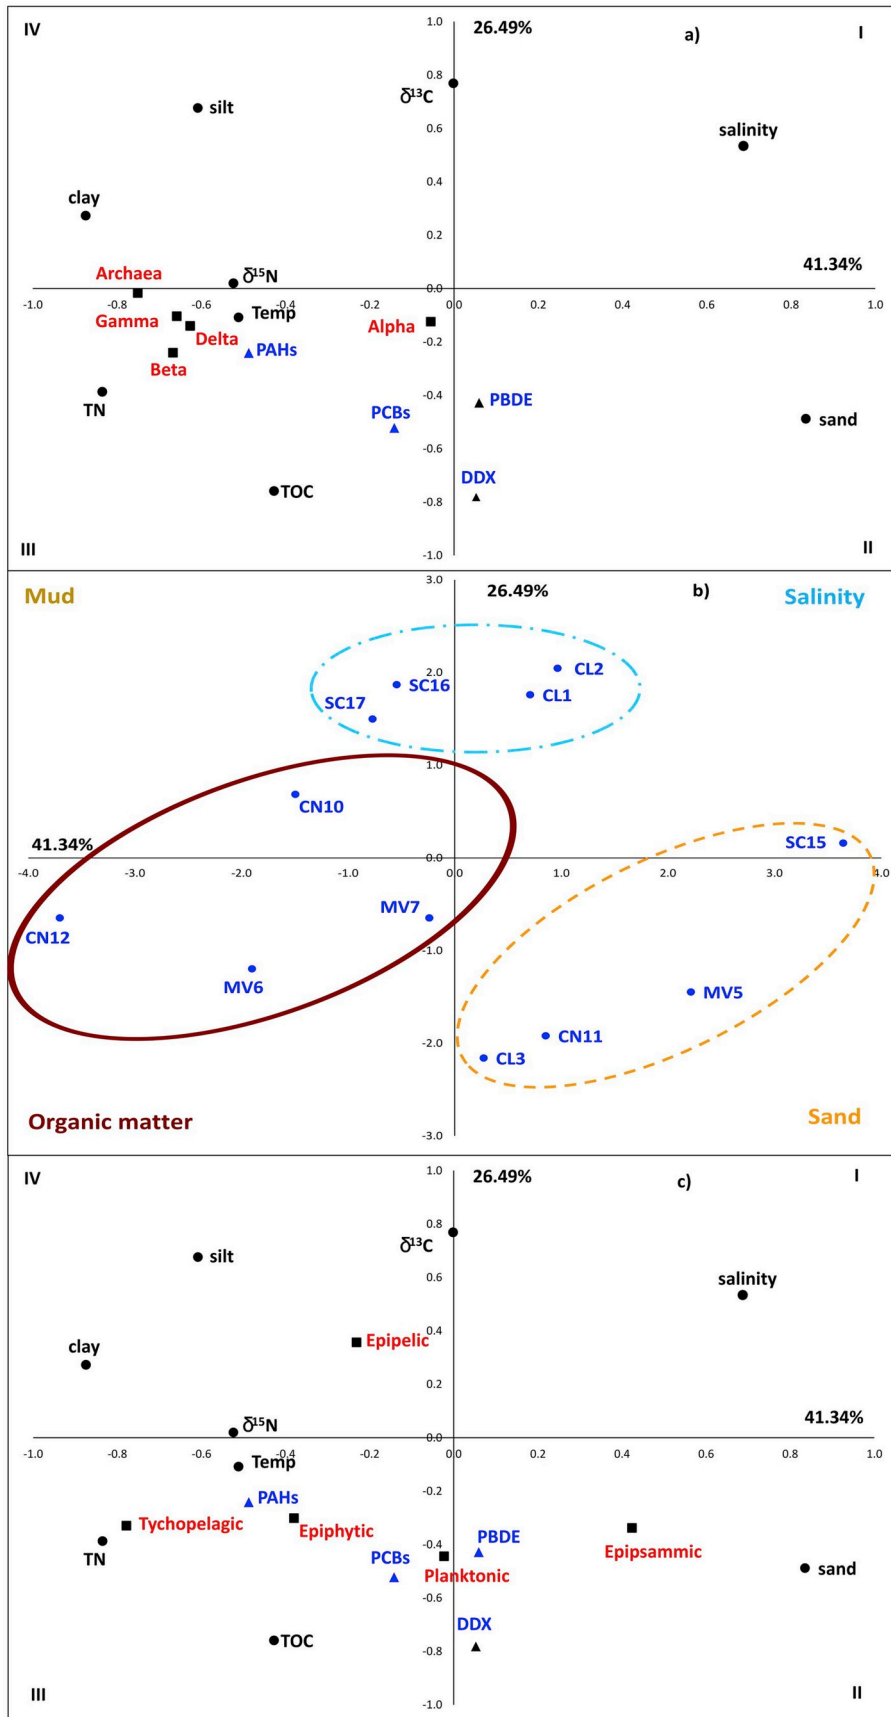 IV
26.49%
a)
I
1.0
0.8
δ¹³C
silt
salinity
0.6
0.4
clay
0.2
41.34%
Archaea
δ¹⁵N
-1.0 -0.8 -0.6 -0.4 -0.2 0.0 0.2 0.4 0.6 0.8 1.0
0.0
Gamma
Temp
Alpha
Delta
PAHs
-0.2
Beta
TN
PCBs
-0.4
PBDE
sand
-0.6
TOC
DDX
-0.8
III
-1.0
II
Mud
3.0
26.49%
b)
Salinity
2.0
SC16
CL2
SC17
CL1
1.0
CN10
41.34%
0.0
SC15
-4.0 -3.0 -2.0 -1.0 0.0 1.0 2.0 3.0 4.0
MV7
CN12
-1.0
MV6
MV5
CN11
-2.0
CL3
Organic matter
Sand
-3.0
IV
26.49%
c)
I
1.0
0.8
δ¹³C
silt
salinity
0.6
0.4
Epipelic
clay
0.2
41.34%
δ¹⁵N
0.0
-1.0 -0.8 -0.6 -0.4 -0.2 0.0 0.2 0.4 0.6 0.8 1.0
Temp
PAHs
-0.2
Tychopelagic
Epiphytic
TN
PCBs
-0.4
PBDE
Epipsammic
Planktonic
sand
-0.6
DDX
TOC
-0.8
III
-1.0
II